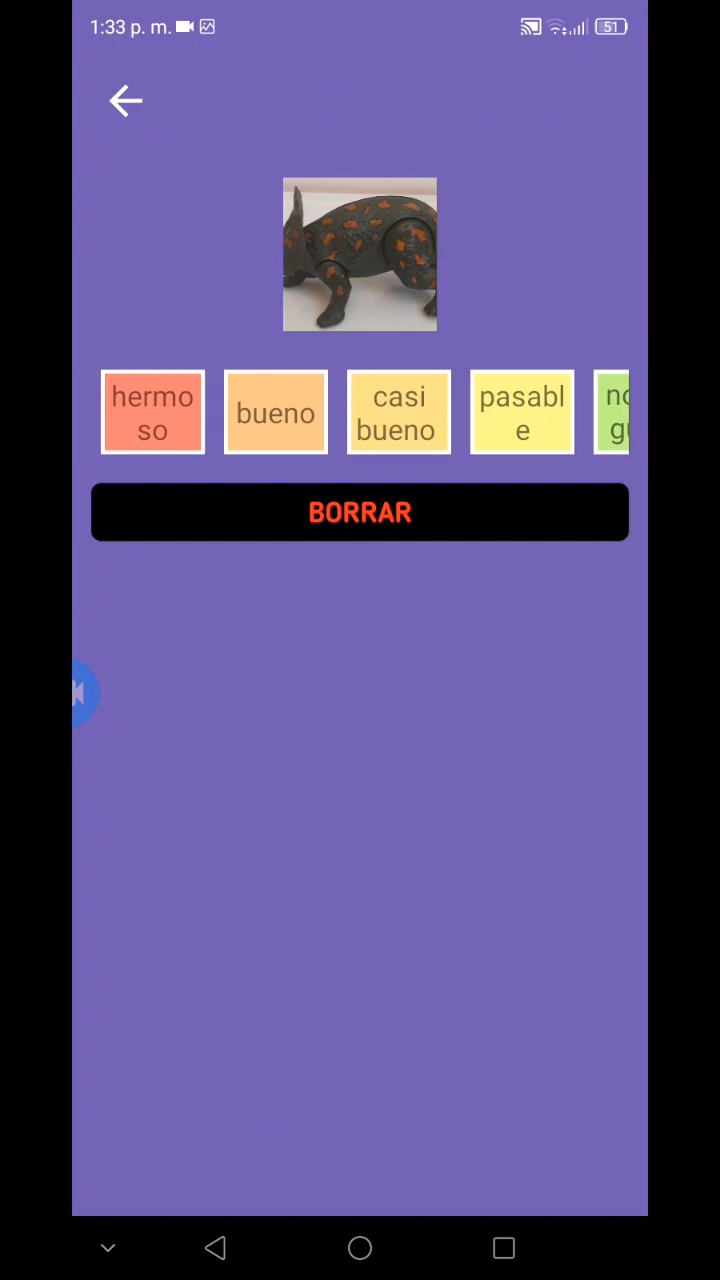 1:33 p. m.
51
hermo
so
bueno
casi
bueno
pasabl
e
BORRAR